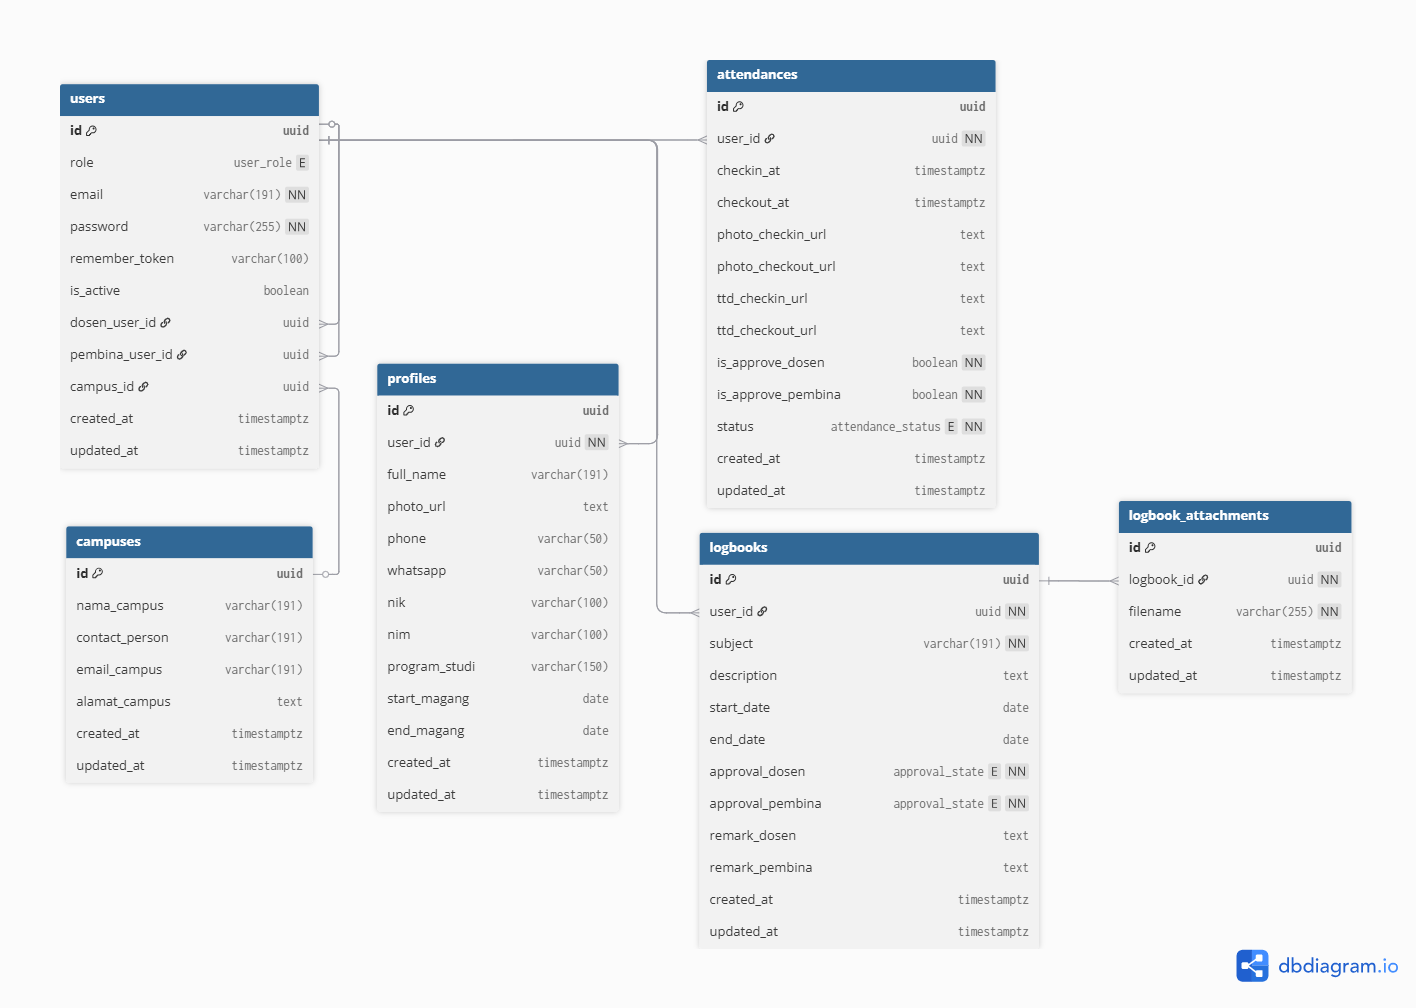 users
id uuid
role user_role E
email varchar(191) NN
password varchar(255) NN
remember_token varchar(100)
is_active boolean
dosen_user_id uuid
pembina_user_id uuid
campus_id uuid
created_at timestamptz
updated_at timestamptz
campuses
id uuid
nama_campus varchar(191)
contact_person varchar(191)
email_campus varchar(191)
alamat_campus text
created_at timestamptz
updated_at timestamptz
profiles
id uuid
user_id uuid NN
full_name varchar(191)
photo_url text
phone varchar(50)
whatsapp varchar(50)
nik varchar(100)
nim varchar(100)
program_studi varchar(150)
start_magang date
end_magang date
created_at timestamptz
updated_at timestamptz
attendances
id uuid
user_id uuid NN
checkin_at timestamptz
checkout_at timestamptz
photo_checkin_url text
photo_checkout_url text
ttd_checkin_url text
ttd_checkout_url text
is_approve_dosen boolean NN
is_approve_pembina boolean NN
status attendance_status E NN
created_at timestamptz
updated_at timestamptz
logbooks
id uuid
user_id uuid NN
subject varchar(191) NN
description text
start_date date
end_date date
approval_dosen approval_state E NN
approval_pembina approval_state E NN
remark_dosen text
remark_pembina text
created_at timestamptz
updated_at timestamptz
logbook_attachments
id uuid
logbook_id uuid NN
filename varchar(255) NN
created_at timestamptz
updated_at timestamptz
dbdiagram.io